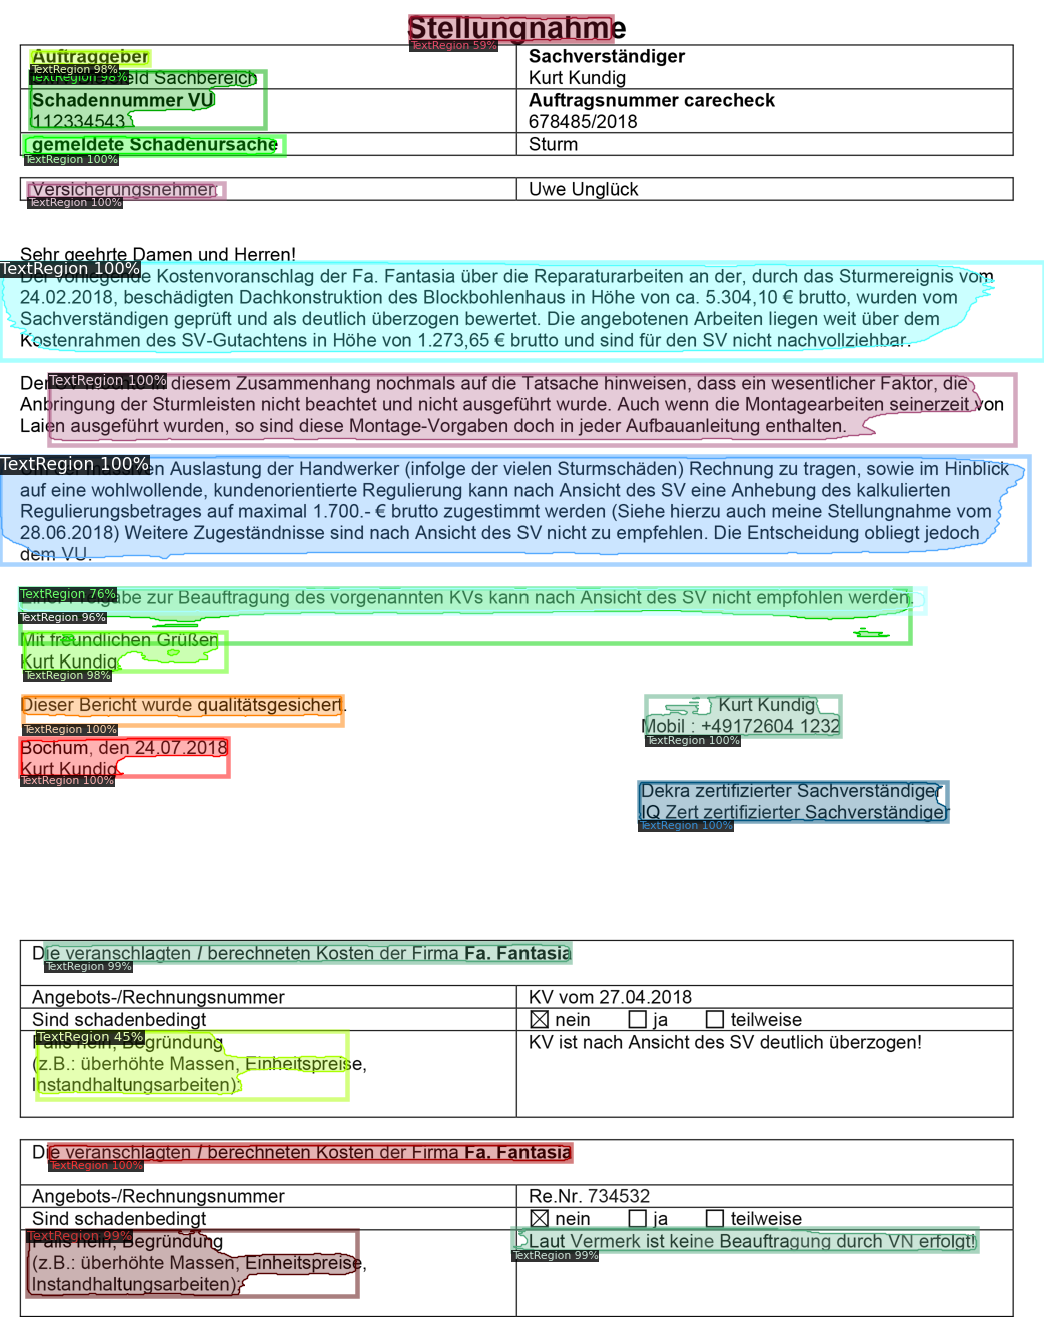 Stellungnahme
TextRegion 59%
Auftraggeber
Sachverständiger
TextRegion 98%
TextRegion 98%
eld Sachbereich
Kurt Kundig
Schadennummer VU
Auftragsnummer carecheck
112334543
678485/2018
gemeldete Schadenursache
Sturm
TextRegion 100%
Versicherungsnehmer
Uwe Unglück
TextRegion 100%
Sehr geehrte Damen und Herren!
TextRegion 100%
Der vorliegende Kostenvoranschlag der Fa. Fantasia über die Reparaturarbeiten an der, durch das Sturmereignis vom
24.02.2018, beschädigten Dachkonstruktion des Blockbohlenhaus in Höhe von ca. 5.304,10 € brutto, wurden vom
Sachverständigen geprüft und als deutlich überzogen bewertet. Die angebotenen Arbeiten liegen weit über dem
Kostenrahmen des SV-Gutachtens in Höhe von 1.273,65 € brutto und sind für den SV nicht nachvollziehbar.
TextRegion 100%
Der diesem Zusammenhang nochmals auf die Tatsache hinweisen, dass ein wesentlicher Faktor, die
Anbringung der Sturmleisten nicht beachtet und nicht ausgeführt wurde. Auch wenn die Montagearbeiten seinerzeit von
Laien ausgeführt wurden, so sind diese Montage-Vorgaben doch in jeder Aufbauanleitung enthalten.
TextRegion 100%
en Auslastung der Handwerker (infolge der vielen Sturmschäden) Rechnung zu tragen, sowie im Hinblick
auf eine wohlwollende, kundenorientierte Regulierung kann nach Ansicht des SV eine Anhebung des kalkulierten
Regulierungsbetrages auf maximal 1.700.- € brutto zugestimmt werden (Siehe hierzu auch meine Stellungnahme vom
28.06.2018) Weitere Zugeständnisse sind nach Ansicht des SV nicht zu empfehlen. Die Entscheidung obliegt jedoch
dem VU.
TextRegion 76%
Einer Freigabe zur Beauftragung des vorgenannten KVs kann nach Ansicht des SV nicht empfohlen werden.
TextRegion 96%
Mit freundlichen Grüßen
Kurt Kundig
TextRegion 98%
Dieser Bericht wurde qualitätsgesichert.
Kurt Kundig
TextRegion 100%
Mobil : +49172604 1232
TextRegion 100%
Bochum, den 24.07.2018
Kurt Kundig
TextRegion 100%
Dekra zertifizierter Sachverständiger
IQ Zert zertifizierter Sachverständiger
TextRegion 100%
Die veranschlagten / berechneten Kosten der Firma Fa. Fantasia
TextRegion 99%
Angebots-/Rechnungsnummer
KV vom 27.04.2018
Sind schadenbedingt
nein ja teilweise
TextRegion 45%
Falls nein, Begründung
KV ist nach Ansicht des SV deutlich überzogen!
(z.B.: überhöhte Massen, Einheitspreise,
Instandhaltungsarbeiten):
Die veranschlagten / berechneten Kosten der Firma Fa. Fantasia
TextRegion 100%
Angebots-/Rechnungsnummer
Re.Nr. 734532
Sind schadenbedingt
nein ja teilweise
TextRegion 99%
Falls nein, Begründung
Laut Vermerk ist keine Beauftragung durch VN erfolgt!
TextRegion 99%
(z.B.: überhöhte Massen, Einheitspreise,
Instandhaltungsarbeiten):